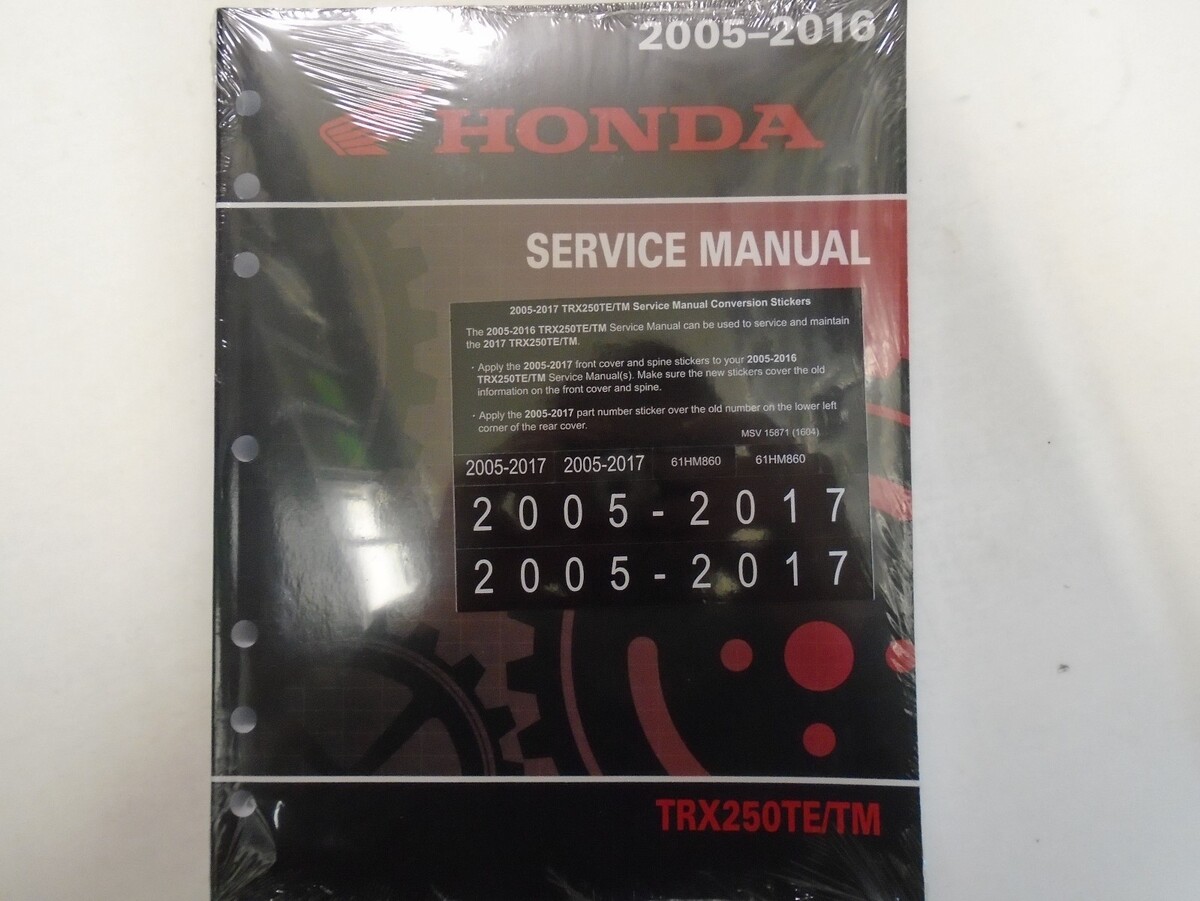 2005-2016
HONDA
SERVICE MANUAL
2005-2017 TRX250TE/TM Service Manual Conversion Stickers
The 2005-2016 TRX250TE/TM Service Manual can be used to service and maintain
the 2017 TRX250TE/TM.
· Apply the 2005-2017 front cover and spine stickers to your 2005-2016
TRX250TE/TM Service Manual(s). Make sure the new stickers cover the old
information on the front cover and spine.
· Apply the 2005-2017 part number sticker over the old number on the lower left
corner of the rear cover.
MSV 15871 (1604)
2005-2017 2005-2017 61HM860 61HM860
2005-2017
2005-2017
TRX250TE/TM